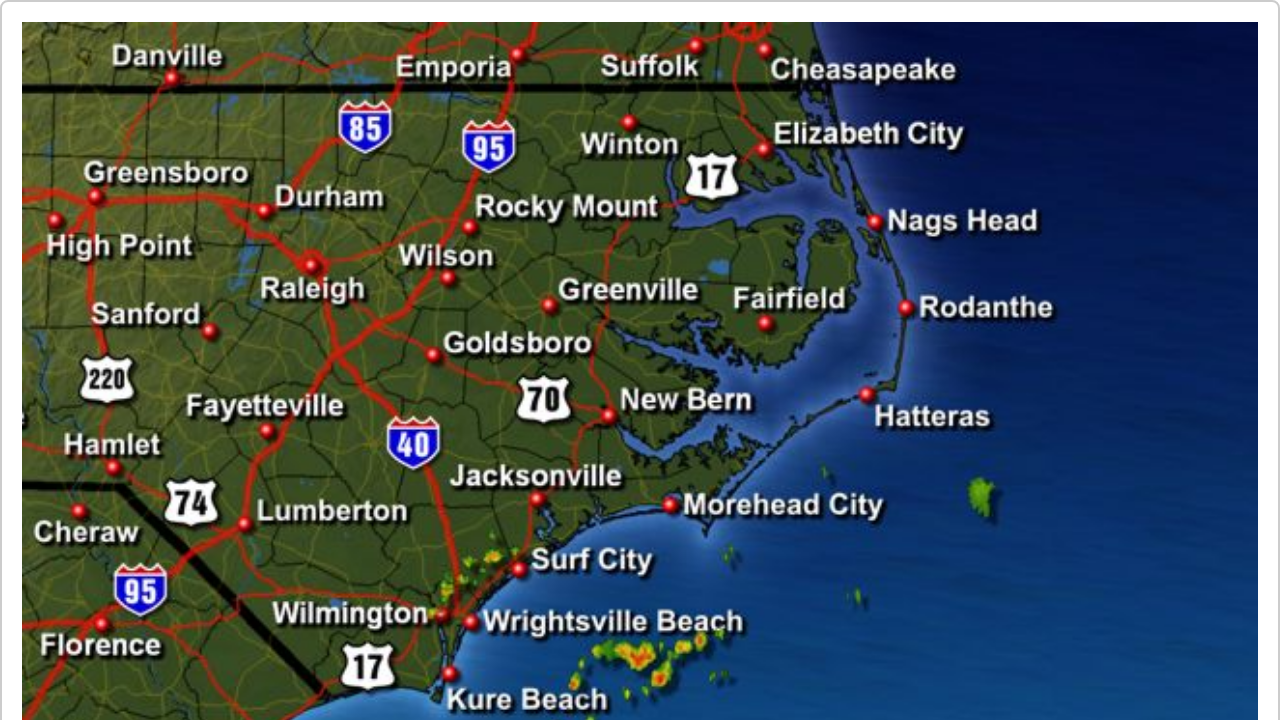 Danville
Emporia
Suffolk
Cheasapeake
85
95
Winton
Elizabeth City
17
Greensboro
Durham
Rocky Mount
Nags Head
High Point
Wilson
Raleigh
Greenville
Fairfield
Rodanthe
Sanford
Goldsboro
220
70
New Bern
Fayetteville
Hatteras
40
Hamlet
Jacksonville
74
Morehead City
Lumberton
Cheraw
Surf City
95
Wilmington
Wrightsville Beach
Florence
17
Kure Beach